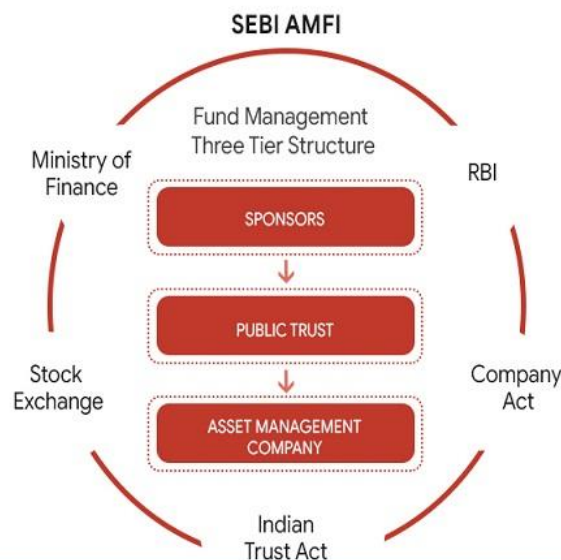 SEBI AMFI
Fund Management
Three Tier Structure
Ministry of
Finance
RBI
SPONSORS
PUBLIC TRUST
Stock
Exchange
Company
Act
ASSET MANAGEMENT
COMPANY
Indian
Trust Act